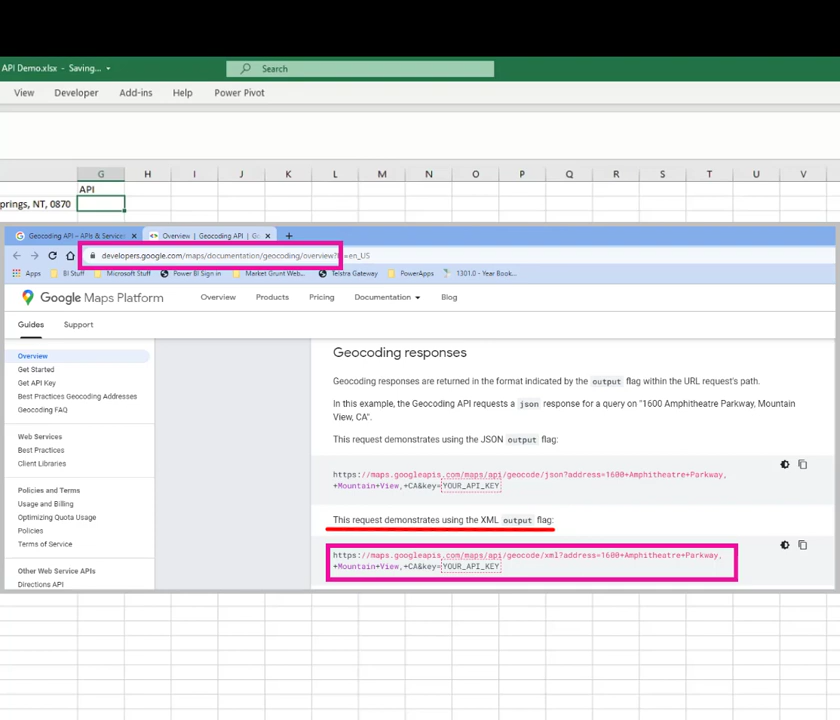 API Demo.xlsx - Saving...
Search
View Developer Add-ins Help Power Pivot
G H I J K L M N O P Q R S T U V
API
prings, NT, 0870
Geocoding API – APIs & Services
Overview | Geocoding API | Go
developers.google.com/maps/documentation/geocoding/overview?
=en_US
Apps BI Stuff Microsoft Stuff Power BI Sign in Market Grunt Web... Telstra Gateway PowerApps 1301.0 - Year Book...
Google Maps Platform Overview Products Pricing Documentation Blog
Guides Support
Overview
Get Started
Get API Key
Best Practices Geocoding Addresses
Geocoding FAQ
Web Services
Best Practices
Client Libraries
Policies and Terms
Usage and Billing
Optimizing Quota Usage
Policies
Terms of Service
Other Web Service APIs
Directions API
Geocoding responses
Geocoding responses are returned in the format indicated by the output flag within the URL request's path.
In this example, the Geocoding API requests a json response for a query on "1600 Amphitheatre Parkway, Mountain
View, CA".
This request demonstrates using the JSON output flag:
https://maps.googleapis.com/maps/api/geocode/json?address=1600+Amphitheatre+Parkway,
+Mountain+View,+CA&key=YOUR_API_KEY
This request demonstrates using the XML output flag:
https://maps.googleapis.com/maps/api/geocode/xml?address=1600+Amphitheatre+Parkway,
+Mountain+View,+CA&key=YOUR_API_KEY